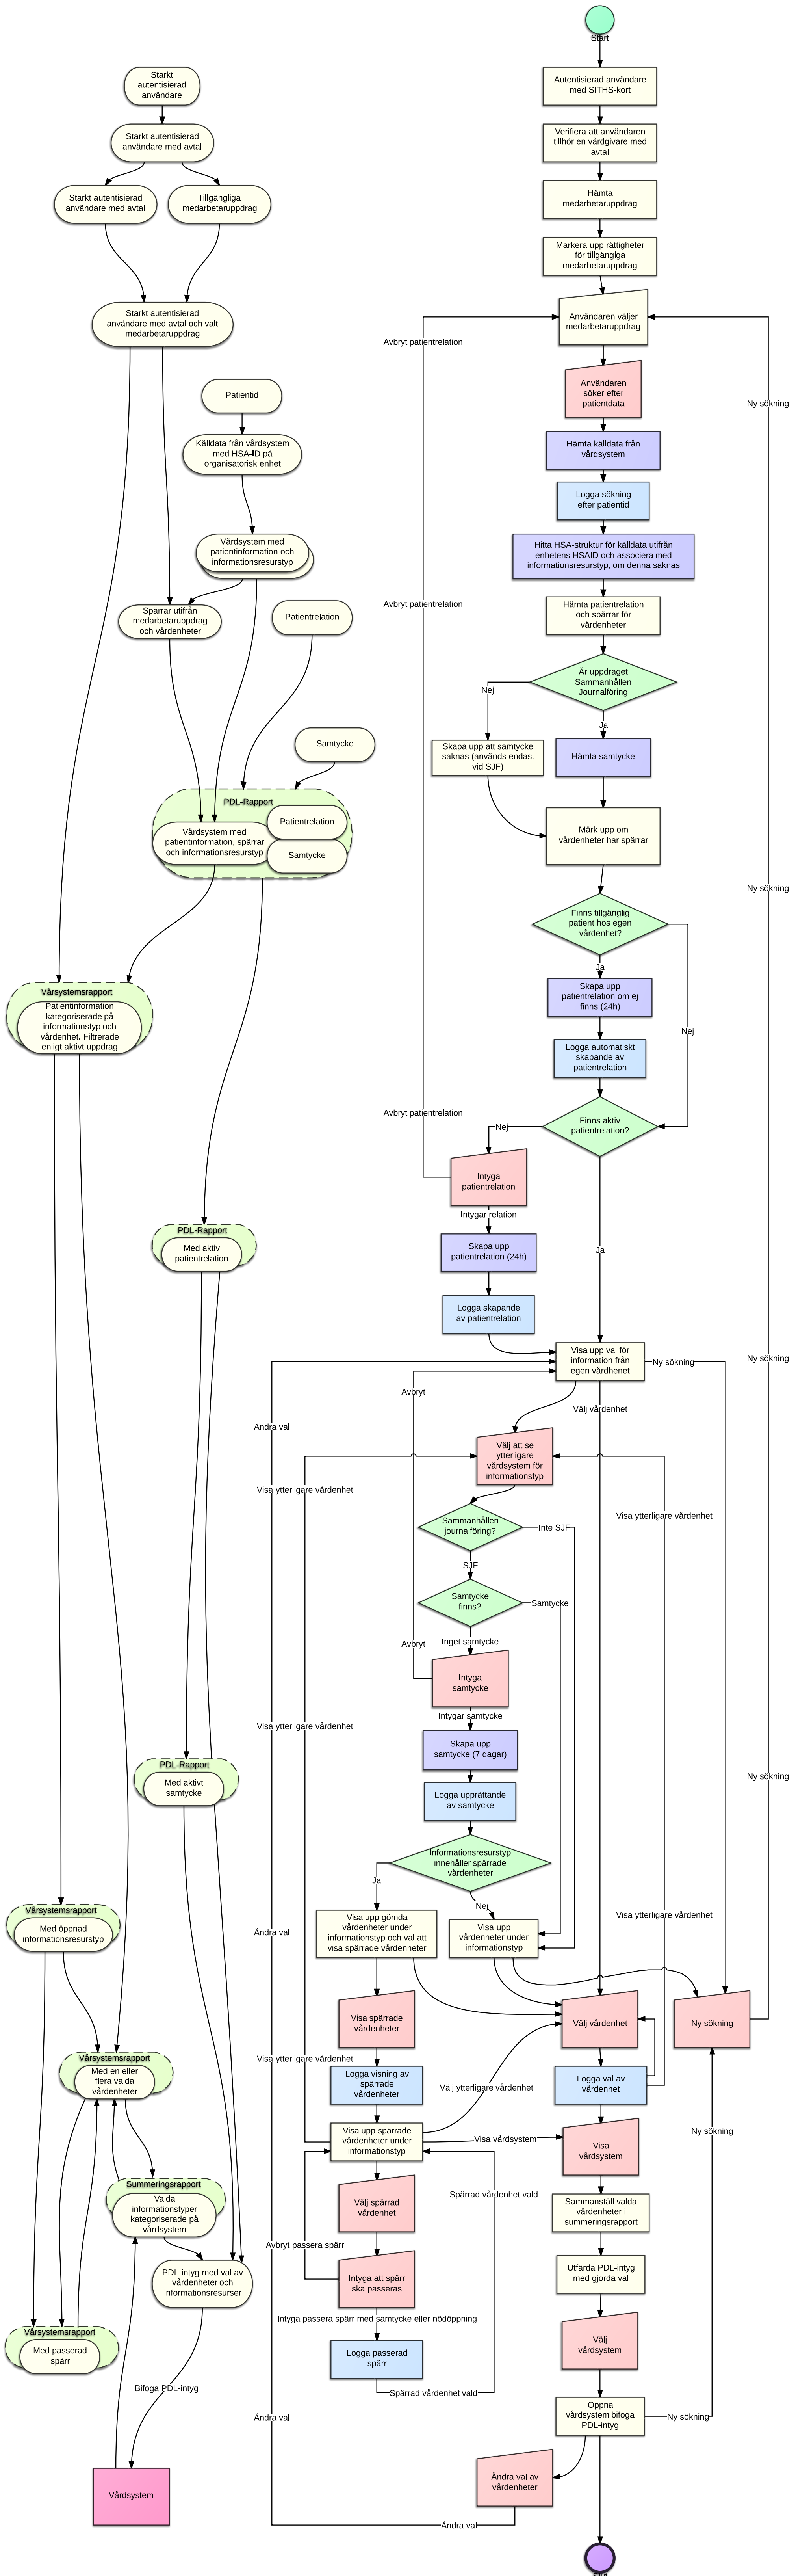 Start
Autentisierad användare
med SITHS-kort
Verifiera att användaren
tillhör en vårdgivare med
avtal
Hämta
medarbetaruppdrag
Markera upp rättigheter
för tillgänglga
medarbetaruppdrag
Användaren väljer
medarbetaruppdrag
Användaren
söker efter
patientdata
Hämta källdata från
vårdsystem
Logga sökning
efter patientid
Hitta HSA-struktur för källdata utifrån
enhetens HSAID och associera med
informationsresurstyp, om denna saknas
Hämta patientrelation
och spärrar för
vårdenheter
Är uppdraget
Sammanhållen
Journalföring
Nej
Ja
Skapa upp att samtycke
saknas (används endast
vid SJF)
Hämta samtycke
Märk upp om
vårdenheter har spärrar
Finns tillgänglig
patient hos egen
vårdenhet?
Ja
Nej
Skapa upp
patientrelation om ej
finns (24h)
Logga automatiskt
skapande av
patientrelation
Finns aktiv
patientrelation?
Nej
Ja
Intyga
patientrelation
Intygar relation
Skapa upp
patientrelation (24h)
Logga skapande
av patientrelation
Avbryt patientrelation
Avbryt patientrelation
Avbryt patientrelation
Ny sökning
Ny sökning
Ny sökning
Ny sökning
Visa upp val för
information från
egen vårdhenet
Ny sökning
Välj vårdenhet
Avbryt
Avbryt
Ändra val
Ändra val
Ändra val
Ändra val
Välj att se
ytterligare
vårdsystem för
informationstyp
Visa ytterligare vårdenhet
Visa ytterligare vårdenhet
Visa ytterligare vårdenhet
Visa ytterligare vårdenhet
Visa ytterligare vårdenhet
Sammanhållen
journalföring?
Inte SJF
SJF
Samtycke
finns?
Samtycke
Inget samtycke
Intyga
samtycke
Intygar samtycke
Skapa upp
samtycke (7 dagar)
Logga upprättande
av samtycke
Informationsresurstyp
innehåller spärrade
vårdenheter
Ja
Nej
Visa upp gömda
vårdenheter under
informationstyp och val att
visa spärrade vårdenheter
Visa upp
vårdenheter under
informationstyp
Visa spärrade
vårdenheter
Välj vårdenhet
Ny sökning
Logga visning av
spärrade
vårdenheter
Logga val av
vårdenhet
Välj ytterligare vårdenhet
Visa upp spärrade
vårdenheter under
informationstyp
Visa vårdsystem
Visa
vårdsystem
Ny sökning
Välj spärrad
vårdenhet
Spärrad vårdenhet vald
Sammanställ valda
vårdenheter i
summeringsrapport
Avbryt passera spärr
Intyga att spärr
ska passeras
Utfärda PDL-intyg
med gjorda val
Intyga passera spärr med samtycke eller nödöppning
Logga passerad
spärr
Spärrad vårdenhet vald
Välj
vårdsystem
Öppna
vårdsystem bifoga
PDL-intyg
Ny sökning
Ändra val av
vårdenheter
Starkt
autentisierad
användare
Starkt autentisierad
användare med avtal
Starkt autentisierad
användare med avtal
Tillgängliga
medarbetaruppdrag
Starkt autentisierad
användare med avtal och valt
medarbetaruppdrag
Patientid
Källdata från vårdsystem
med HSA-ID på
organisatorisk enhet
Vårdsystem med
patientinformation och
informationsresurstyp
Spärrar utifrån
medarbetaruppdrag
och vårdenheter
Patientrelation
Samtycke
PDL-Rapport
Patientrelation
Vårdsystem med
patientinformation, spärrar
och informationsresurstyp
Samtycke
Vårsystemsrapport
Patientinformation
kategoriserade på
informationstyp och
vårdenhet. Filtrerade
enligt aktivt uppdrag
PDL-Rapport
Med aktiv
patientrelation
PDL-Rapport
Med aktivt
samtycke
Vårsystemsrapport
Med öppnad
informationsresurstyp
Vårsystemsrapport
Med en eller
flera valda
vårdenheter
Summeringsrapport
Valda
informationstyper
kategoriserade på
vårdsystem
PDL-intyg med val av
vårdenheter och
informationsresurser
Vårsystemsrapport
Med passerad
spärr
Bifoga PDL-intyg
Vårdsystem